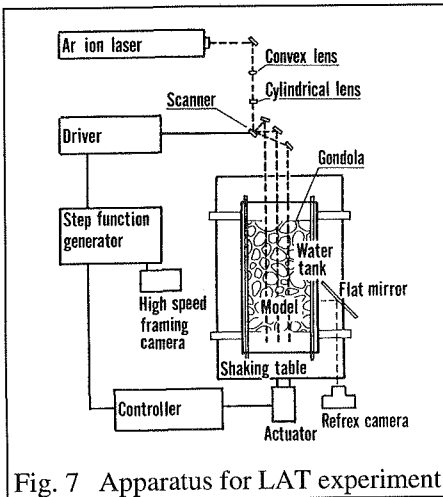 Ar ion laser
Convex lens
Cylindrical lens
Scanner
Driver
Gondola
Step function
generator
Water
tank
Flat mirror
High speed
framing
camera
Model
Shaking table
Controller
Actuator
Refrex camera
Fig. 7 Apparatus for LAT experiment